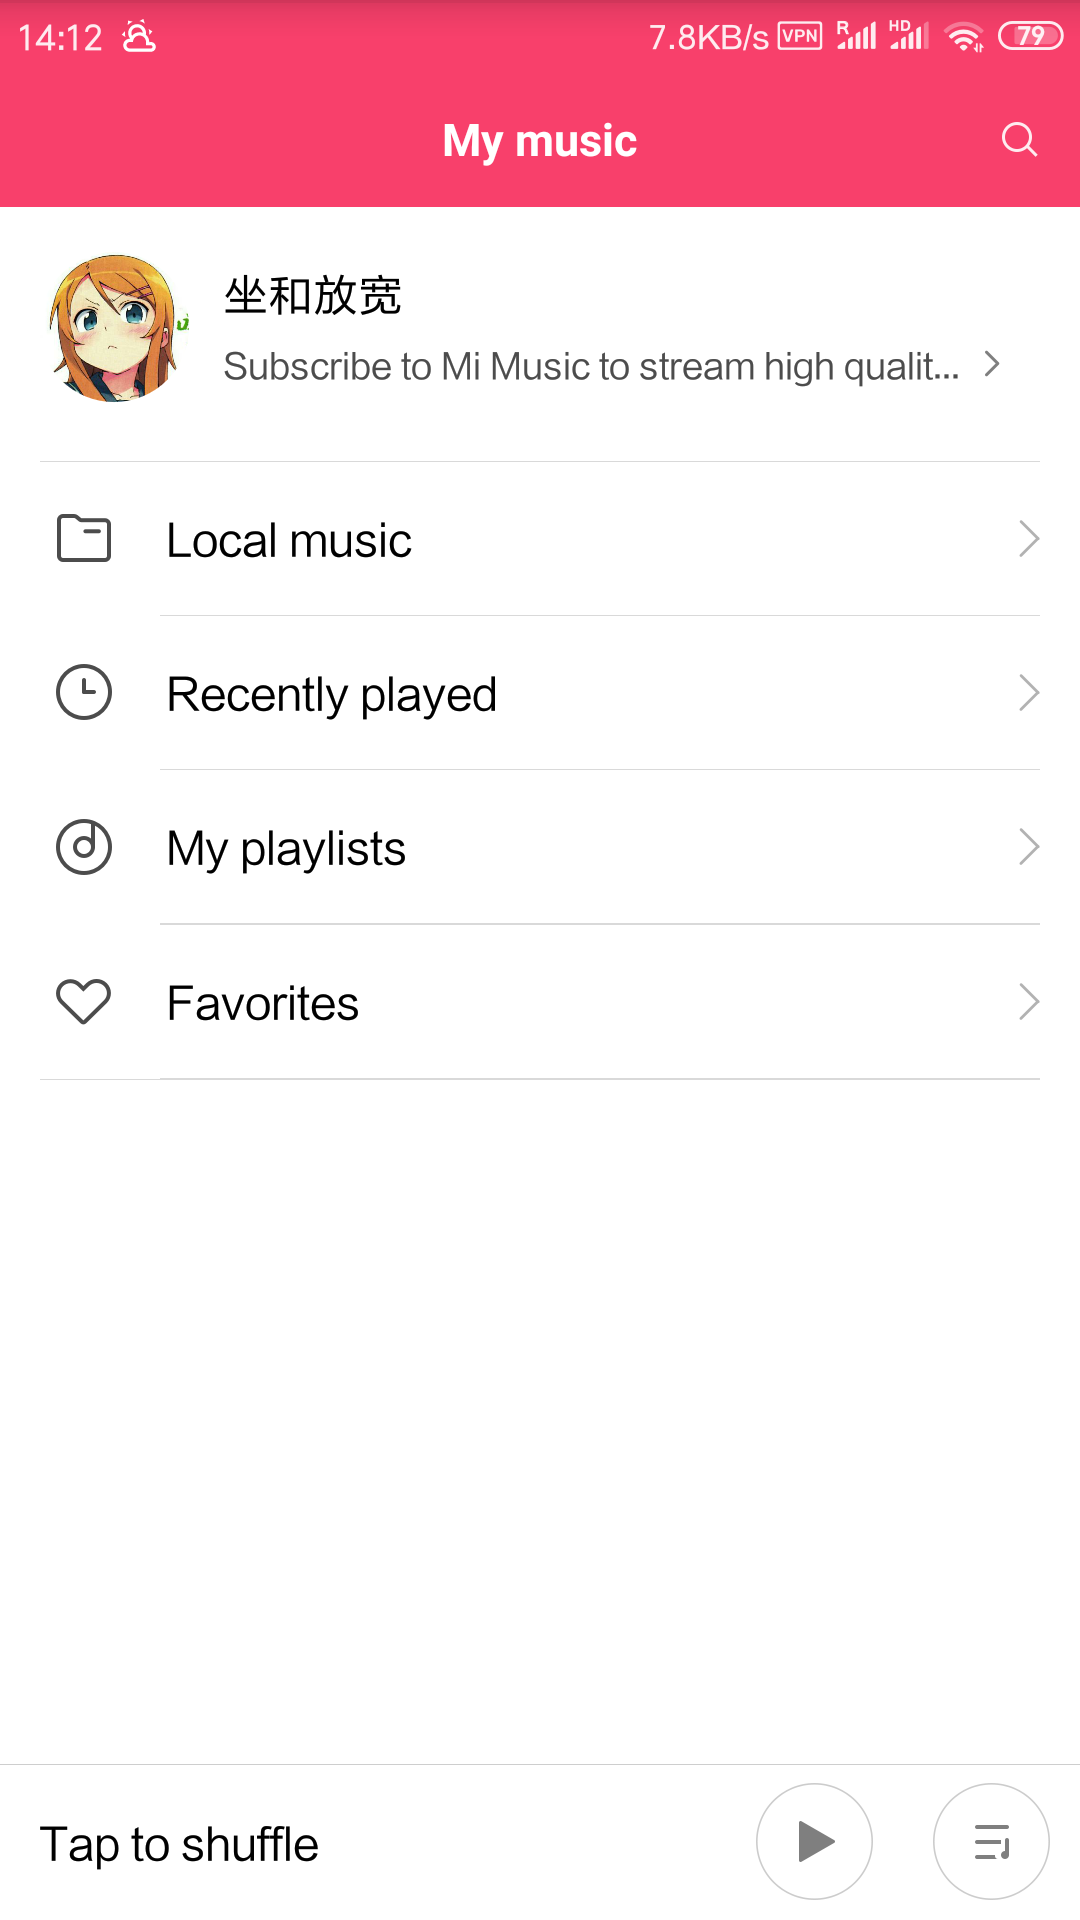 14:12 7.8KB/s VPN R HD 79
My music
坐和放宽
Subscribe to Mi Music to stream high qualit...
Local music
Recently played
My playlists
Favorites
Tap to shuffle